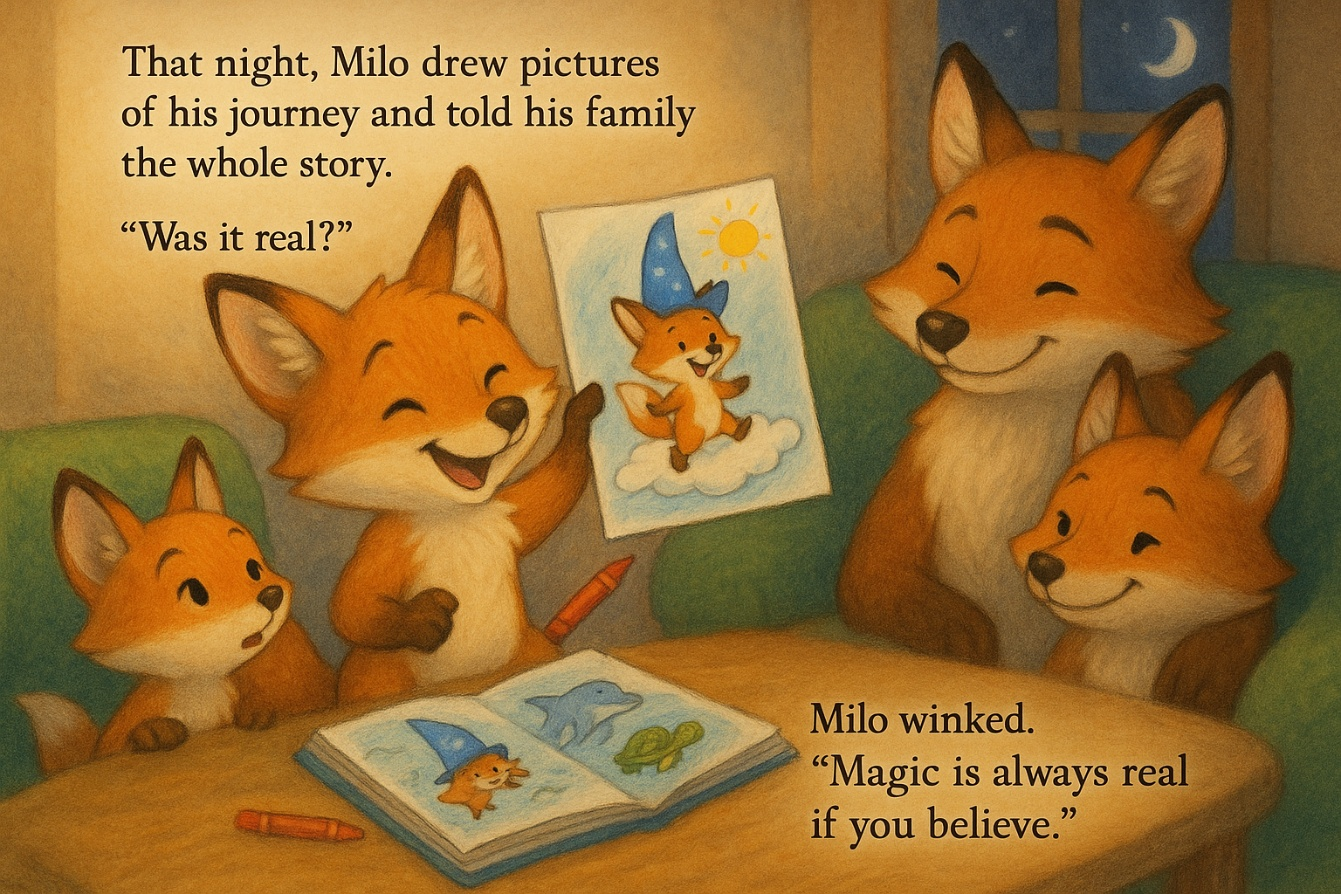 That night, Milo drew pictures
of his journey and told his family
the whole story.
“Was it real?”
Milo winked.
“Magic is always real
if you believe.”